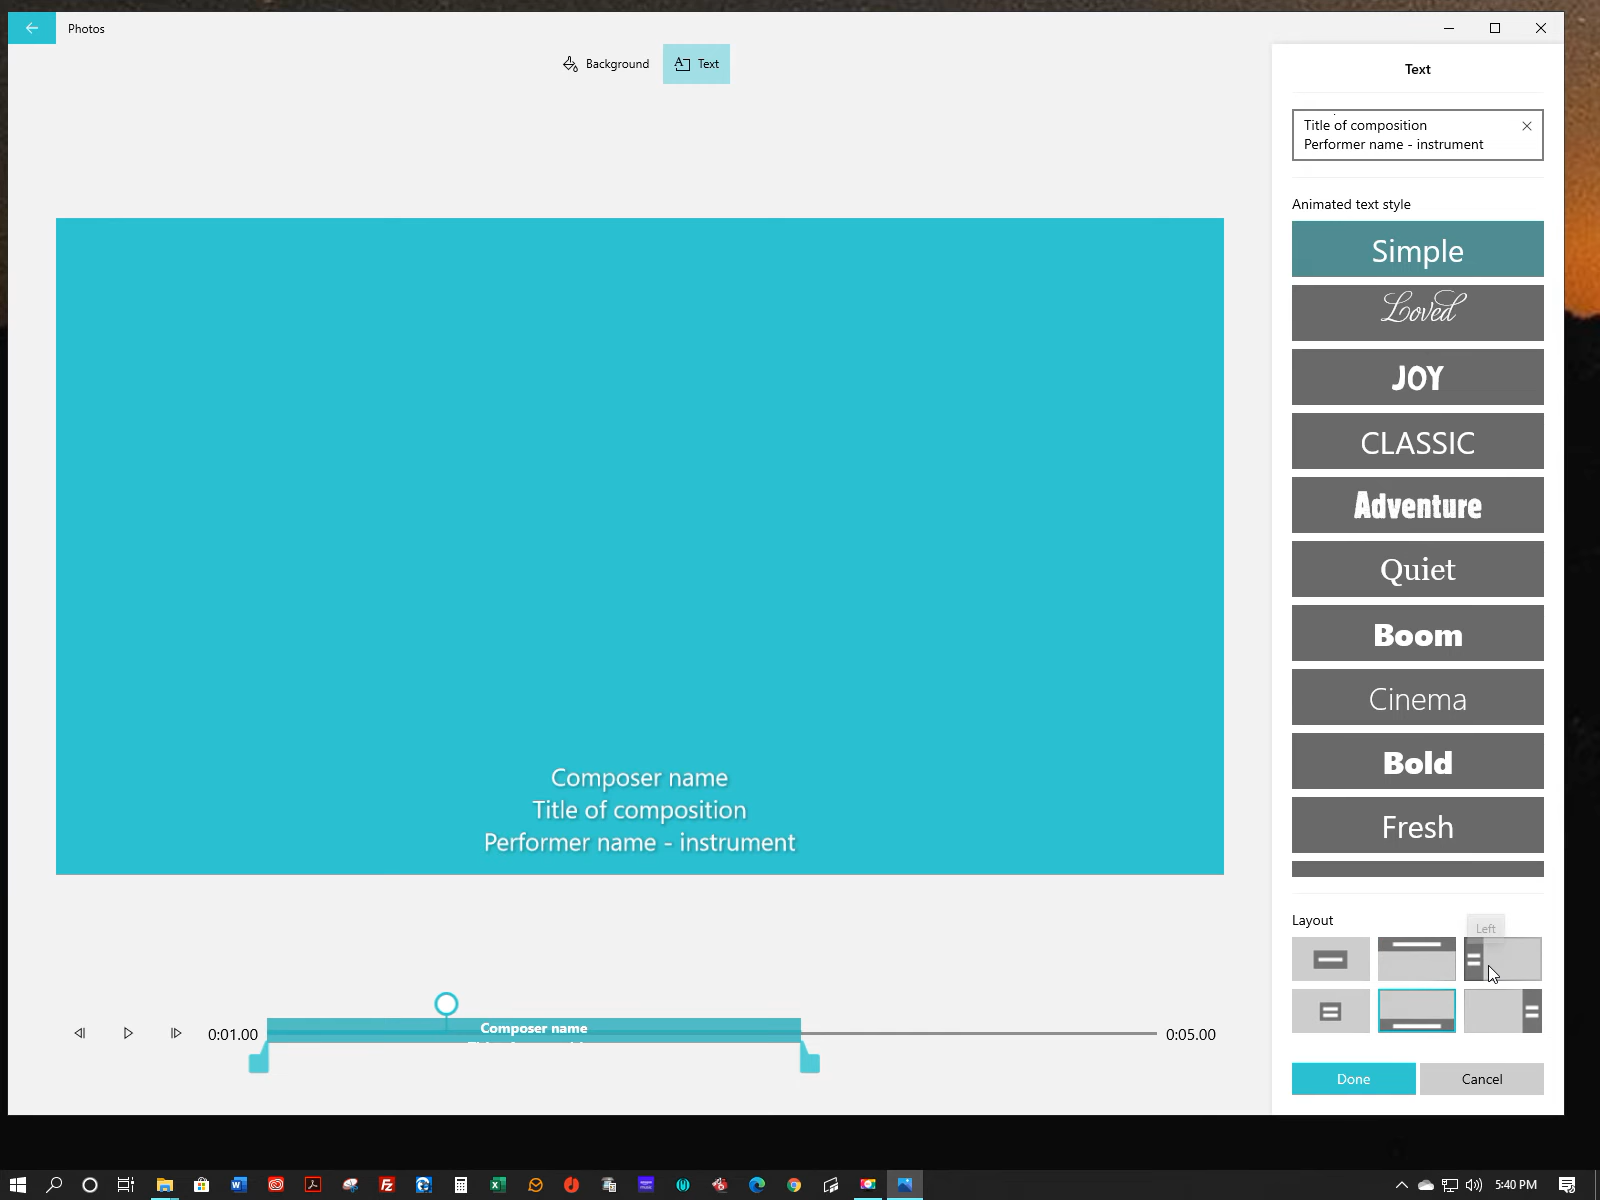 Photos
Background
Text
Text
Title of composition
Performer name - instrument
Animated text style
Simple
Loved
JOY
CLASSIC
Adventure
Quiet
Boom
Cinema
Bold
Fresh
Composer name
Title of composition
Performer name - instrument
Layout
Left
0:01.00
Composer name
0:05.00
Done
Cancel
5:40 PM